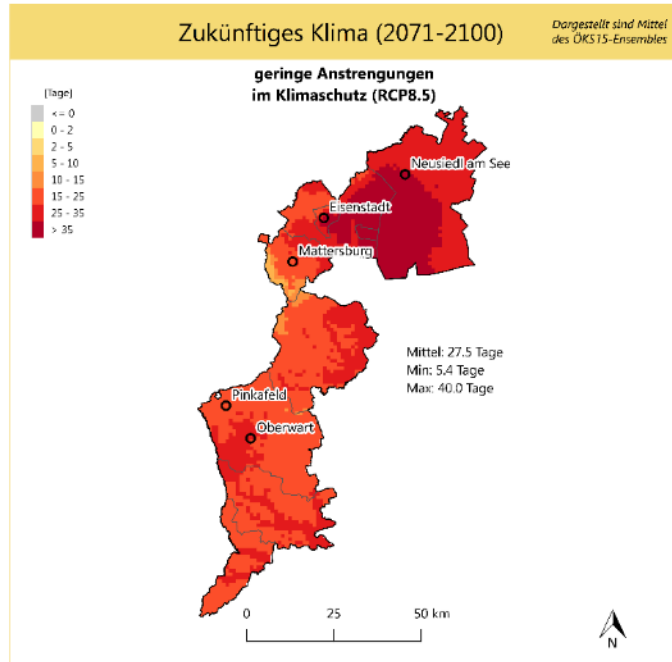 Zukünftiges Klima (2071-2100)
Dargestellt sind Mittel
des ÖKS15-Ensembles
geringe Anstrengungen
im Klimaschutz (RCP8.5)
[Tage]
<= 0
0 - 2
2 - 5
5 - 10
10 - 15
15 - 25
25 - 35
> 35
Neusiedl am See
Eisenstadt
Mattersburg
Mittel: 27.5 Tage
Min: 5.4 Tage
Max: 40.0 Tage
Pinkafeld
Oberwart
0 25 50 km
N